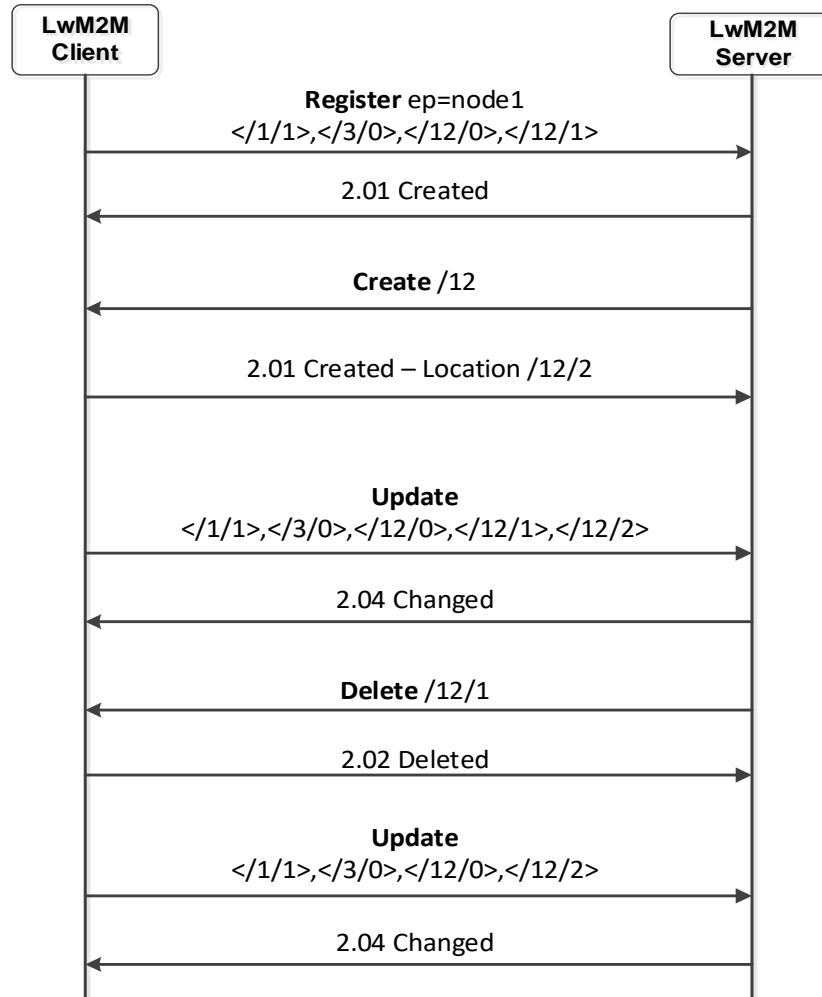 LwM2M
Client
LwM2M
Server
Register ep=node1
</1/1>,</3/0>,</12/0>,</12/1>
2.01 Created
Create /12
2.01 Created – Location /12/2
Update
</1/1>,</3/0>,</12/0>,</12/1>,</12/2>
2.04 Changed
Delete /12/1
2.02 Deleted
Update
</1/1>,</3/0>,</12/0>,</12/2>
2.04 Changed